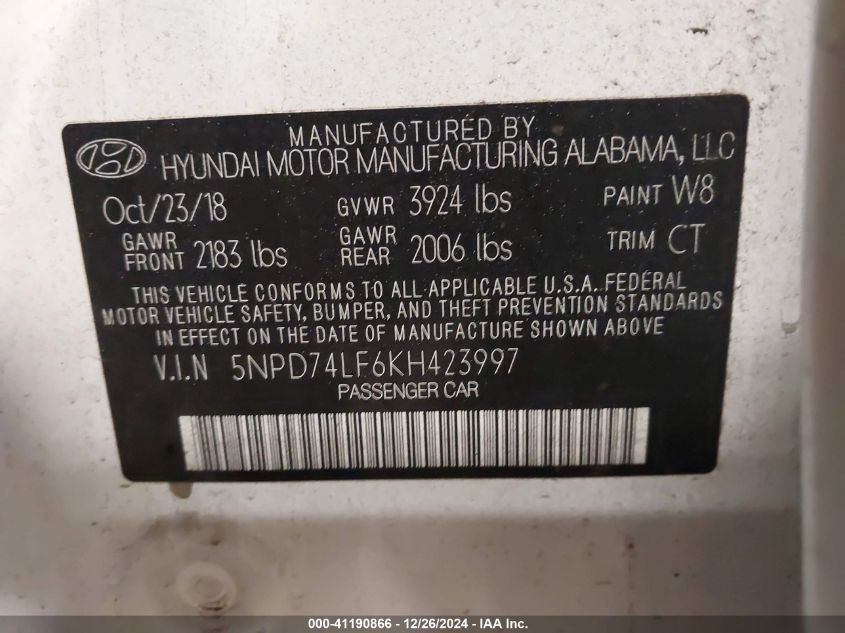 MANUFACTURED BY
HYUNDAI MOTOR MANUFACTURING ALABAMA, LLC
Oct/23/18 GVWR 3924 lbs PAINT W8
GAWR FRONT 2183 lbs GAWR REAR 2006 lbs TRIM CT
THIS VEHICLE CONFORMS TO ALL APPLICABLE U.S.A. FEDERAL
MOTOR VEHICLE SAFETY, BUMPER, AND THEFT PREVENTION STANDARDS
IN EFFECT ON THE DATE OF MANUFACTURE SHOWN ABOVE
V.I.N 5NPD74LF6KH423997
PASSENGER CAR
000-41190866 - 12/26/2024 - IAA Inc.